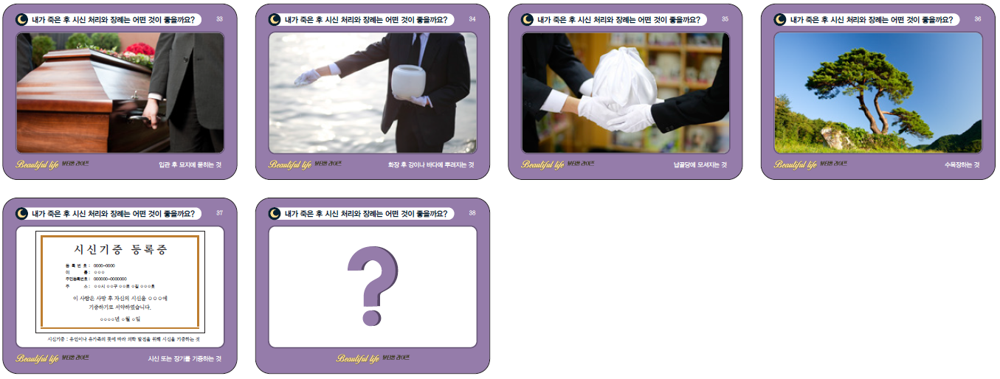 내가 죽은 후 시신 처리와 장례는 어떤 것이 좋을까요? 33
Beautiful life 뷰티플 라이프 입관 후 묘지에 묻히는 것
내가 죽은 후 시신 처리와 장례는 어떤 것이 좋을까요? 34
Beautiful life 뷰티플 라이프 화장 후 강이나 바다에 뿌려지는 것
내가 죽은 후 시신 처리와 장례는 어떤 것이 좋을까요? 35
Beautiful life 뷰티플 라이프 납골당에 모셔지는 것
내가 죽은 후 시신 처리와 장례는 어떤 것이 좋을까요? 36
Beautiful life 뷰티플 라이프 수목장하는 것
내가 죽은 후 시신 처리와 장례는 어떤 것이 좋을까요? 37
시신기증 등록증
등 록 번 호 : 0000-0000
이 름 : ○○○
주민등록번호 : 000000-0000000
주 소 : ○○시 ○○구 ○○로 ○길 ○○○호
이 사람은 사망 후 자신의 시신을 ○○○에
기증하기로 서약하였습니다.
○○○○년 ○월 ○일
시신기증 : 유언이나 유가족의 뜻에 따라 의학 발전을 위해 시신을 기증하는 것
Beautiful life 뷰티플 라이프 시신 또는 장기를 기증하는 것
내가 죽은 후 시신 처리와 장례는 어떤 것이 좋을까요? 38
?
Beautiful life 뷰티플 라이프